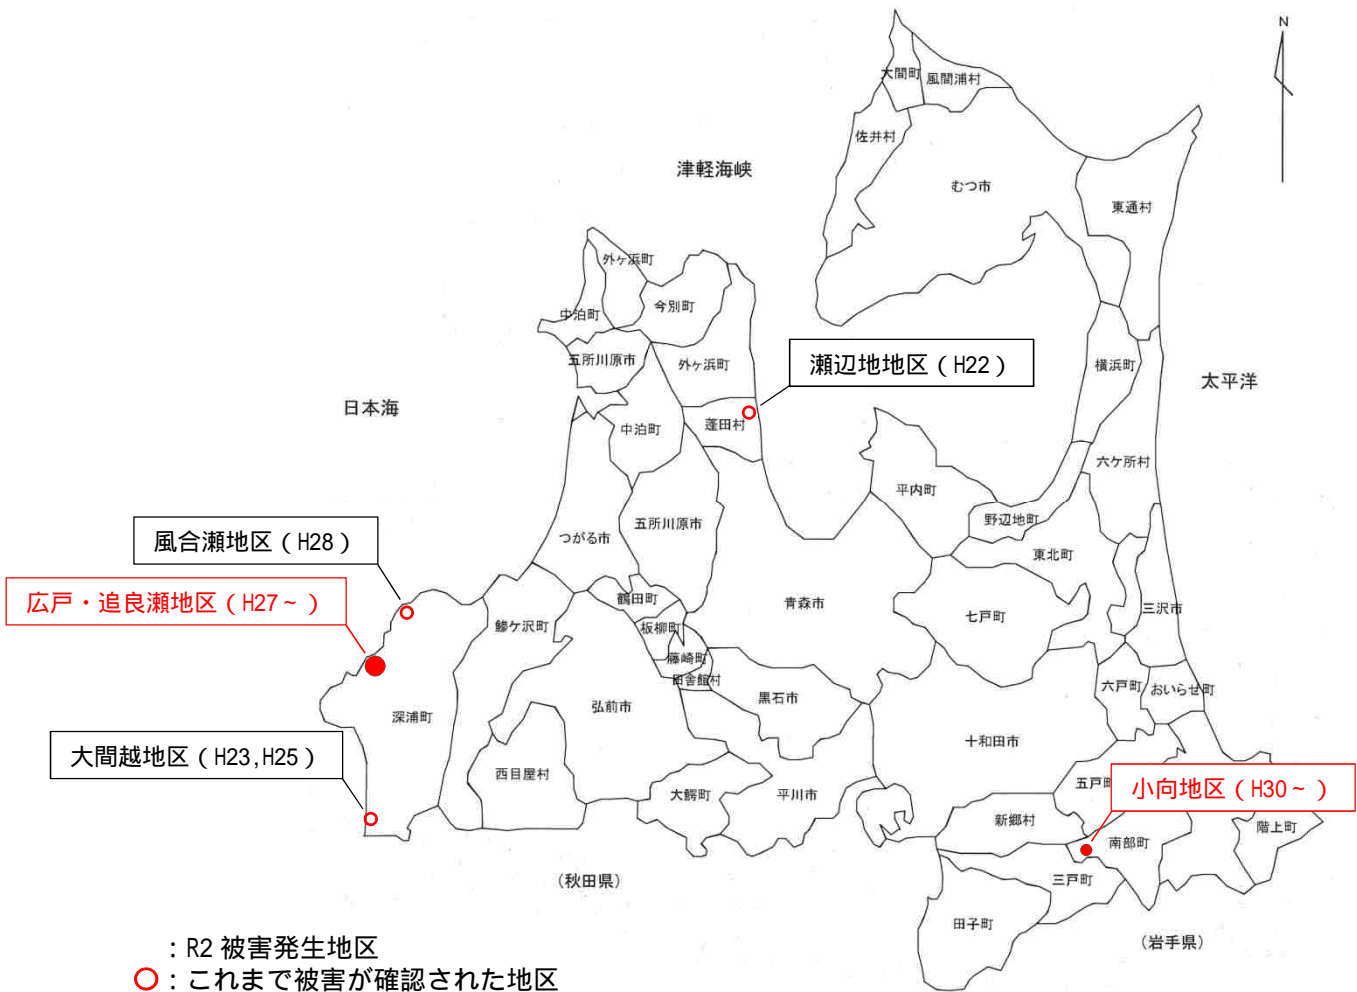 N
大間町
風間浦村
佐井村
津軽海峡
むつ市
東通村
外ヶ浜町
今別町
中泊町
五所川原市
外ヶ浜町
瀬辺地地区（H22）
横浜町
太平洋
日本海
中泊町
蓬田村
六ケ所村
平内町
野辺地町
五所川原市
つがる市
東北町
風合瀬地区（H28）
広戸・追良瀬地区（H27～）
鶴田町
青森市
七戸町
三沢市
鰺ケ沢町
板柳町
藤崎町
田舎館村
六戸町
おいらせ町
黒石市
弘前市
深浦町
十和田市
大間越地区（H23,H25）
西目屋村
大鰐町
平川市
五戸町
小向地区（H30～）
新郷村
南部町
階上町
三戸町
（秋田県）
田子町
（岩手県）
：R2 被害発生地区
：これまで被害が確認された地区